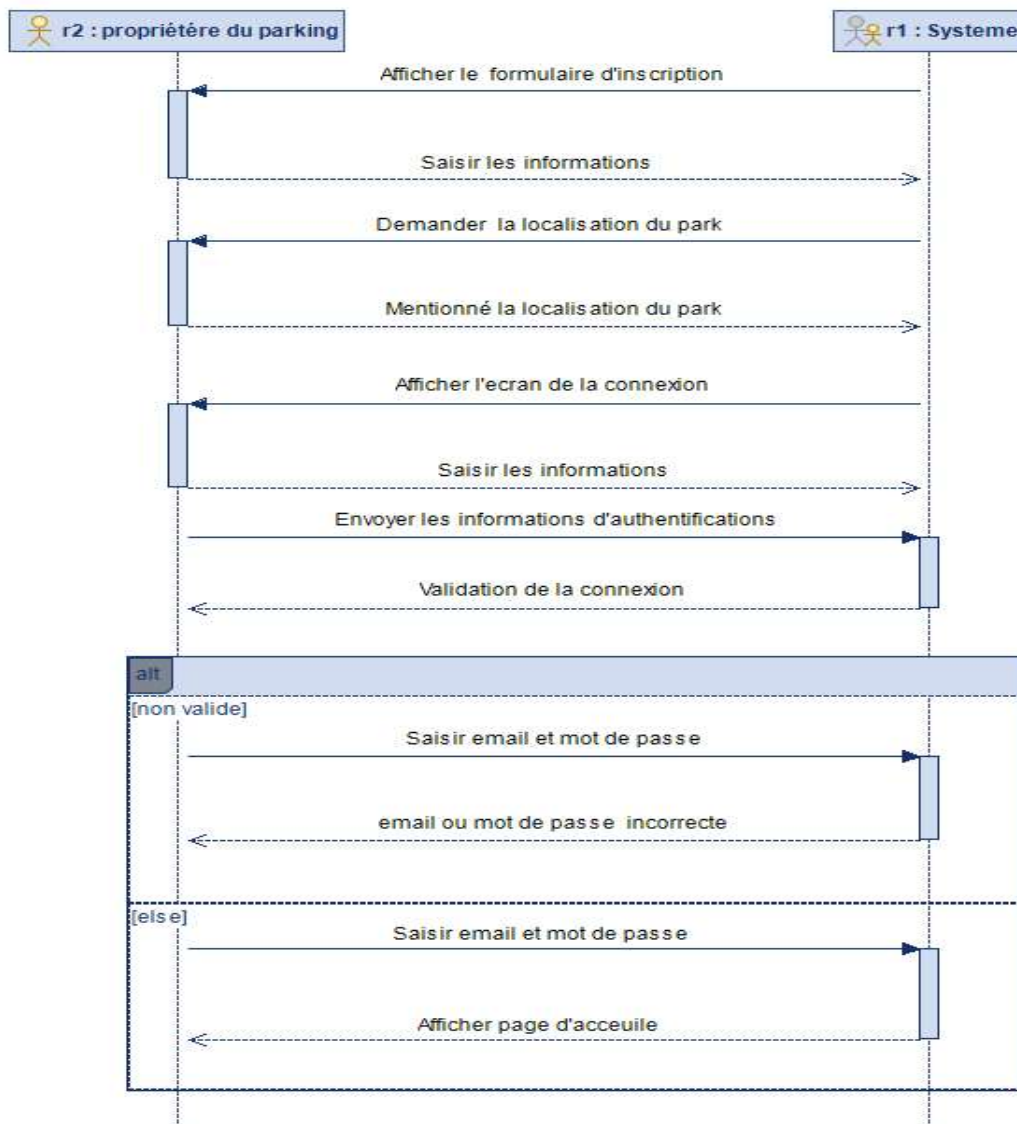 r2 : propriétére du parking
r1 : Systeme
Afficher le formulaire d'inscription
Saisir les informations
Demander la localisation du park
Mentionné la localisation du park
Afficher l'ecran de la connexion
Saisir les informations
Envoyer les informations d'authentifications
Validation de la connexion
alt
[non valide]
Saisir email et mot de passe
email ou mot de passe incorrecte
[else]
Saisir email et mot de passe
Afficher page d'acceuile